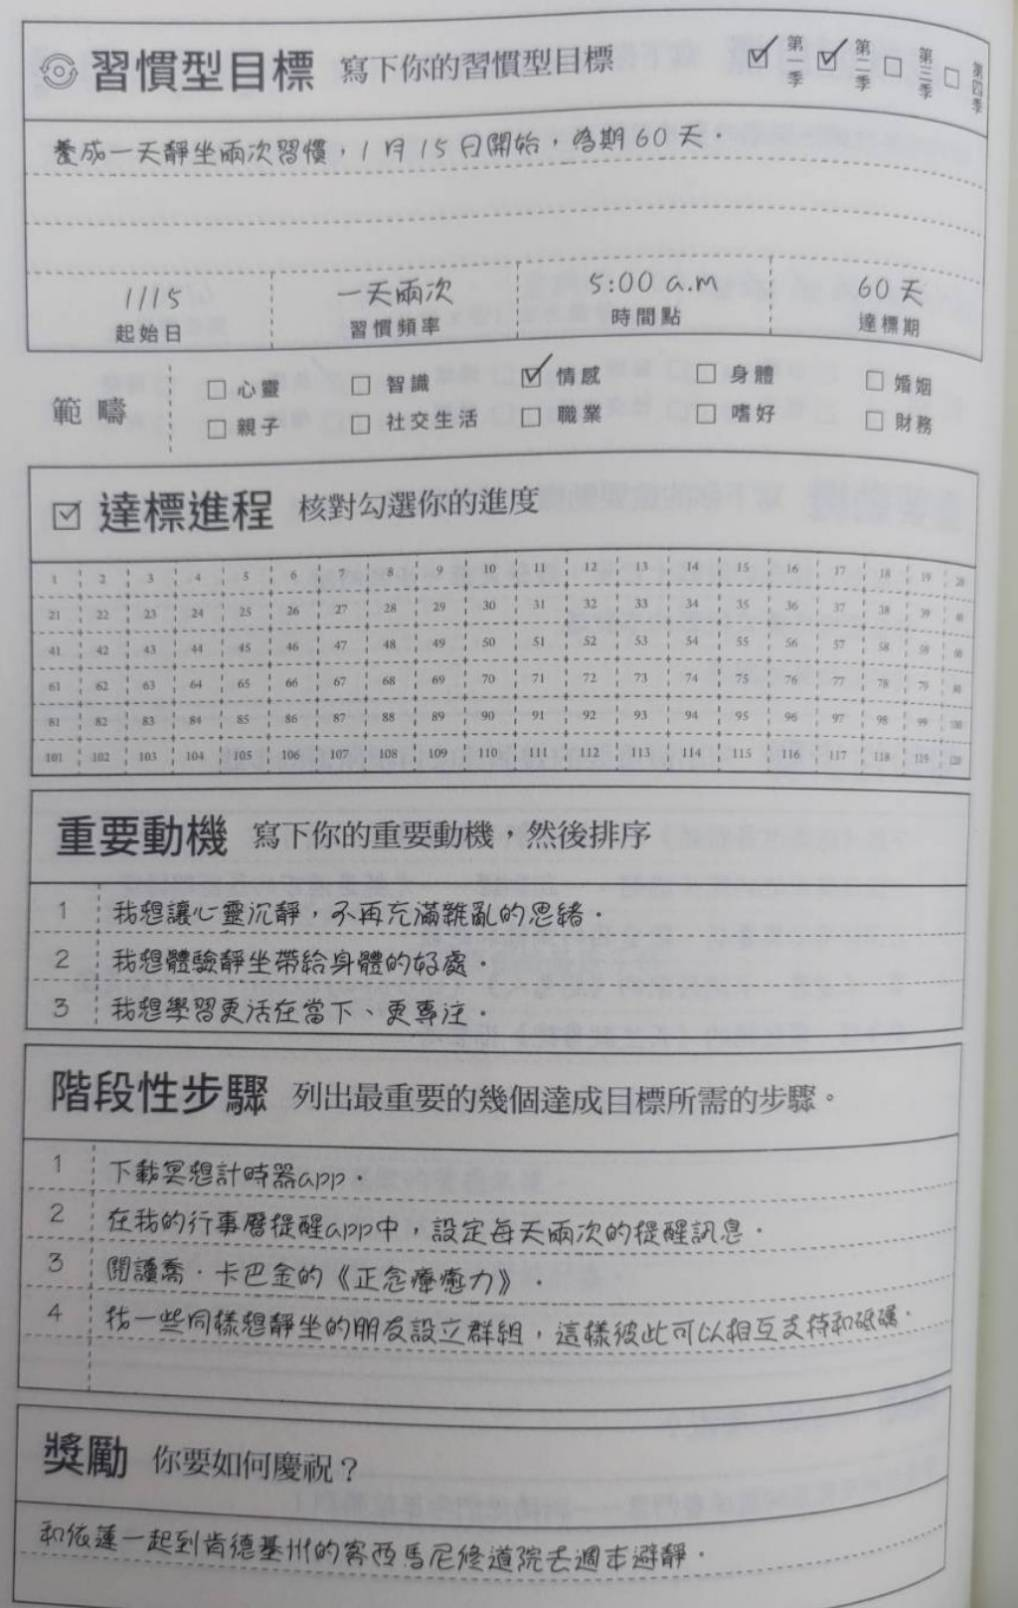 習慣型目標 寫下你的習慣型目標 ☑ 第一季 ☑ 第二季 □ 第三季 □ 第四季
養成一天靜坐兩次習慣，1月15日開始，為期60天。
1/15 一天兩次 5:00 a.m 60天
起始日 習慣頻率 時間點 達標期
範疇 □ 心靈 □ 智識 ☑ 情感 □ 身體 □ 婚姻
□ 親子 □ 社交生活 □ 職業 □ 嗜好 □ 財務
☑ 達標進程 核對勾選你的進度
1 2 3 4 5 6 7 8 9 10 11 12 13 14 15 16 17 18 19 20
21 22 23 24 25 26 27 28 29 30 31 32 33 34 35 36 37 38 39 40
41 42 43 44 45 46 47 48 49 50 51 52 53 54 55 56 57 58 59 60
61 62 63 64 65 66 67 68 69 70 71 72 73 74 75 76 77 78 79 80
81 82 83 84 85 86 87 88 89 90 91 92 93 94 95 96 97 98 99 100
101 102 103 104 105 106 107 108 109 110 111 112 113 114 115 116 117 118 119 120
重要動機 寫下你的重要動機，然後排序
1 我想讓心靈沉靜，不再充滿雜亂的思緒。
2 我想體驗靜坐帶給身體的好處。
3 我想學習更活在當下、更專注。
階段性步驟 列出最重要的幾個達成目標所需的步驟。
1 下載冥想計時器app。
2 在我的行事曆提醒app中，設定每天兩次的提醒訊息。
3 閱讀喬・卡巴金的《正念療癒力》。
4 找一些同樣想靜坐的朋友設立群組，這樣彼此可以相互支持和砥礪。
獎勵 你要如何慶祝？
和依蓮一起到肯德基州的客西馬尼修道院去週末避靜。